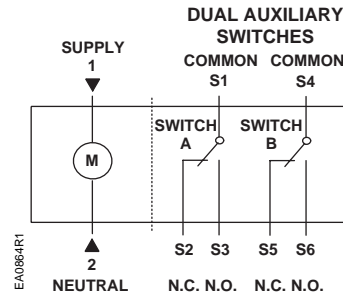 DUAL AUXILIARY
SWITCHES
SUPPLY
1
COMMON COMMON
S1 S4
SWITCH SWITCH
A B
M
2
S2 S3 S5 S6
NEUTRAL N.C. N.O. N.C. N.O.
EA0864R1